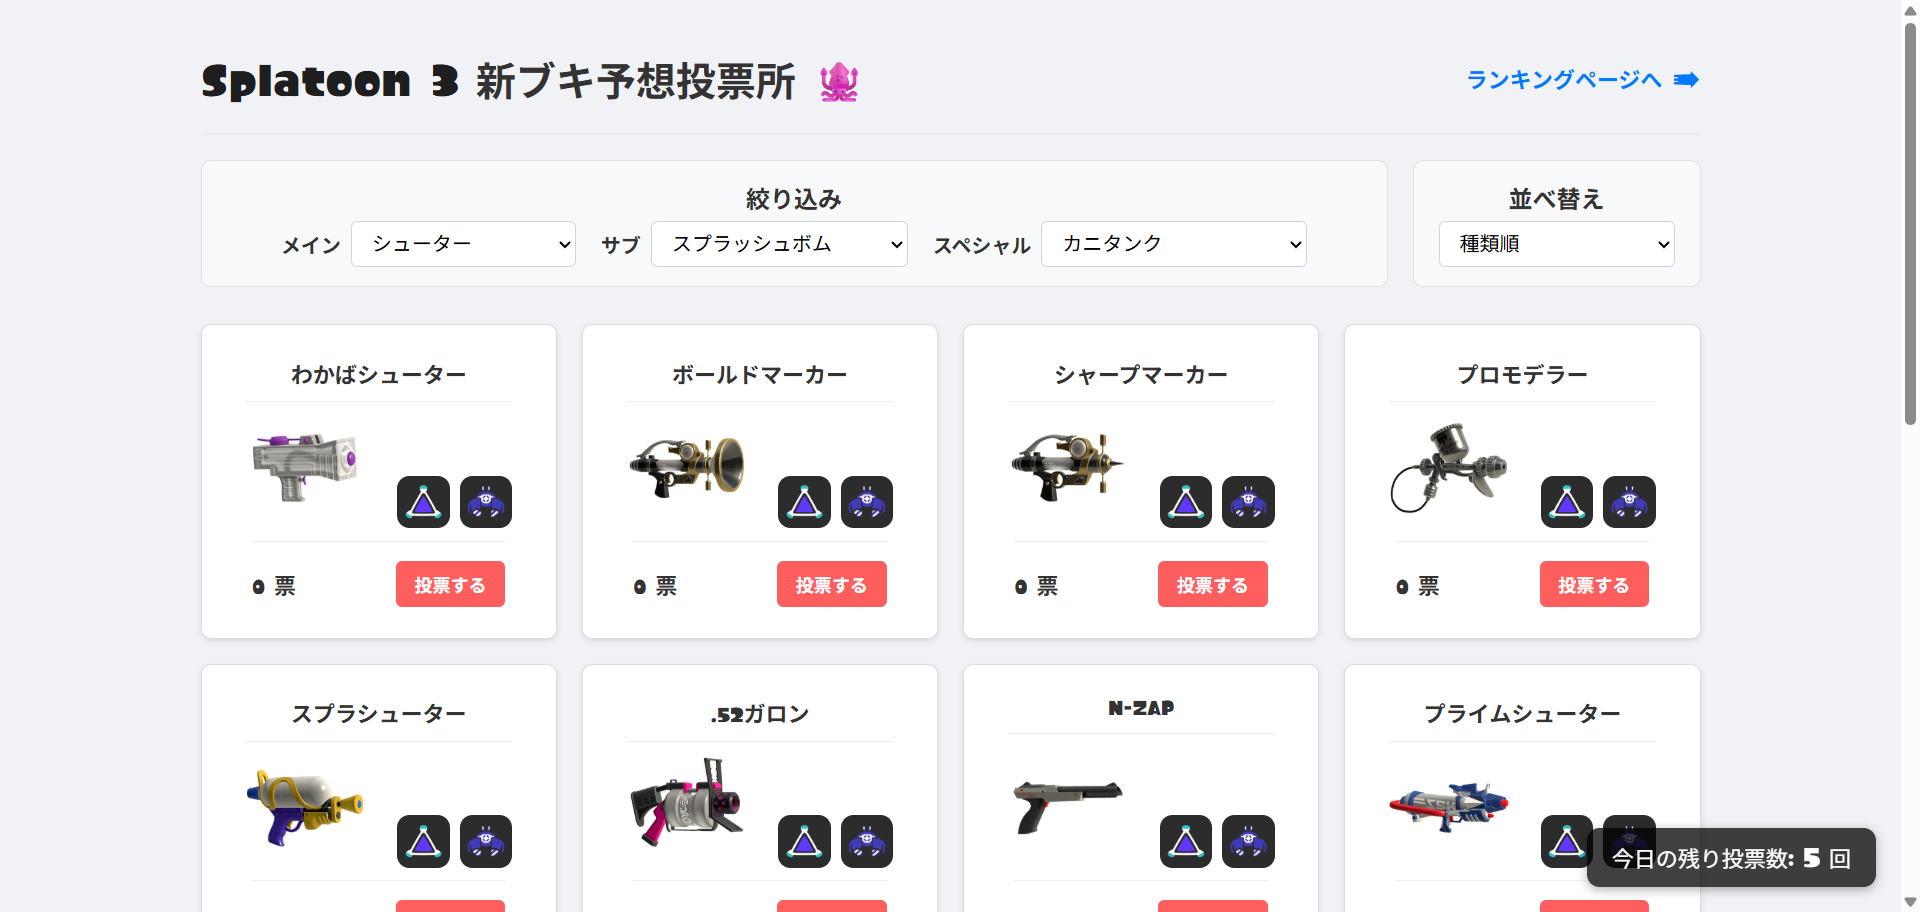 Splatoon 3 新ブキ予想投票所
ランキングページへ
絞り込み
メイン シューター サブ スプラッシュボム スペシャル カニタンク
並べ替え
種類順
わかばシューター
0 票 投票する
ボールドマーカー
0 票 投票する
シャープマーカー
0 票 投票する
プロモデラー
0 票 投票する
スプラシューター
.52ガロン
N-ZAP
プライムシューター
今日の残り投票数: 5 回